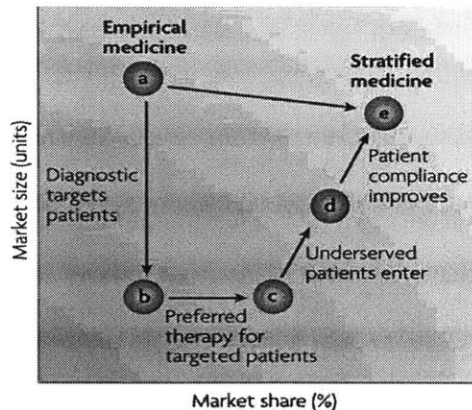 Empirical
medicine
a
Stratified
medicine
e
Market size (units)
Diagnostic
targets
patients
Patient
compliance
improves
d
Underserved
patients enter
b
c
Preferred
therapy for
targeted patients
Market share (%)